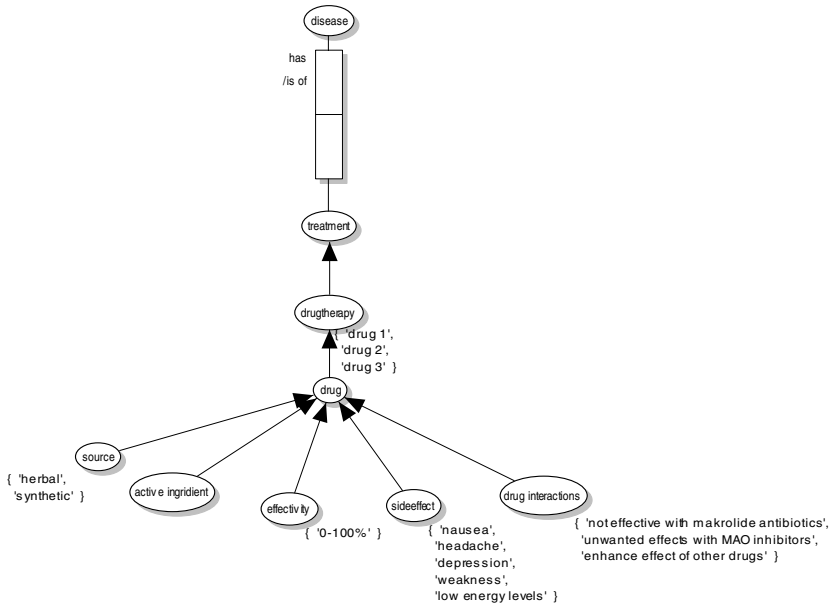 disease
has
/is of
treatment
drugtherapy
{ 'drug 1',
'drug 2',
'drug 3' }
drug
source
{ 'herbal',
'synthetic' }
active ingridient
effectivity
{ '0-100%' }
sideeffect
{ 'nausea',
'headache',
'depression',
'weakness',
'low energy levels' }
drug interactions
{ 'not effective with makrolide antibiotics',
'unwanted effects with MAO inhibitors',
'enhance effect of other drugs' }